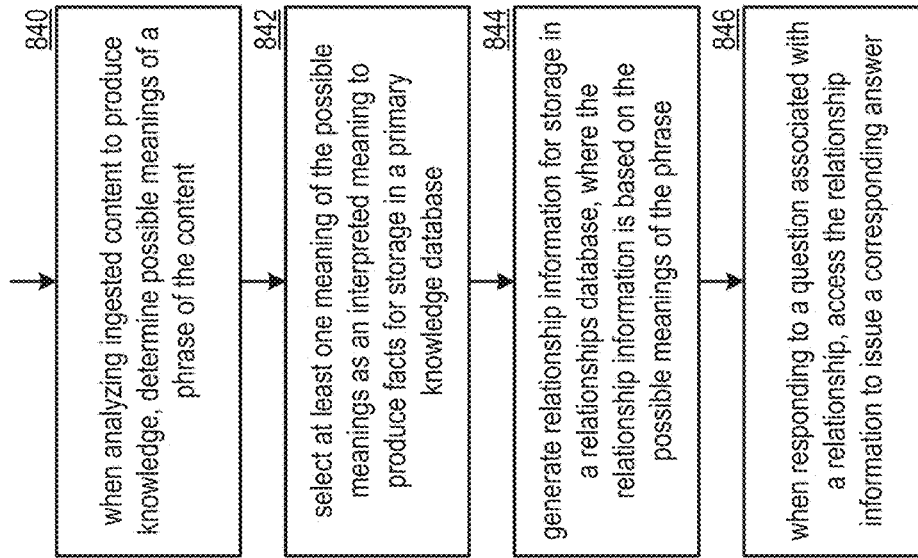 840
when analyzing ingested content to produce
knowledge, determine possible meanings of a
phrase of the content
842
select at least one meaning of the possible
meanings as an interpreted meaning to
produce facts for storage in a primary
knowledge database
844
generate relationship information for storage in
a relationships database, where the
relationship information is based on the
possible meanings of the phrase
846
when responding to a question associated with
a relationship, access the relationship
information to issue a corresponding answer